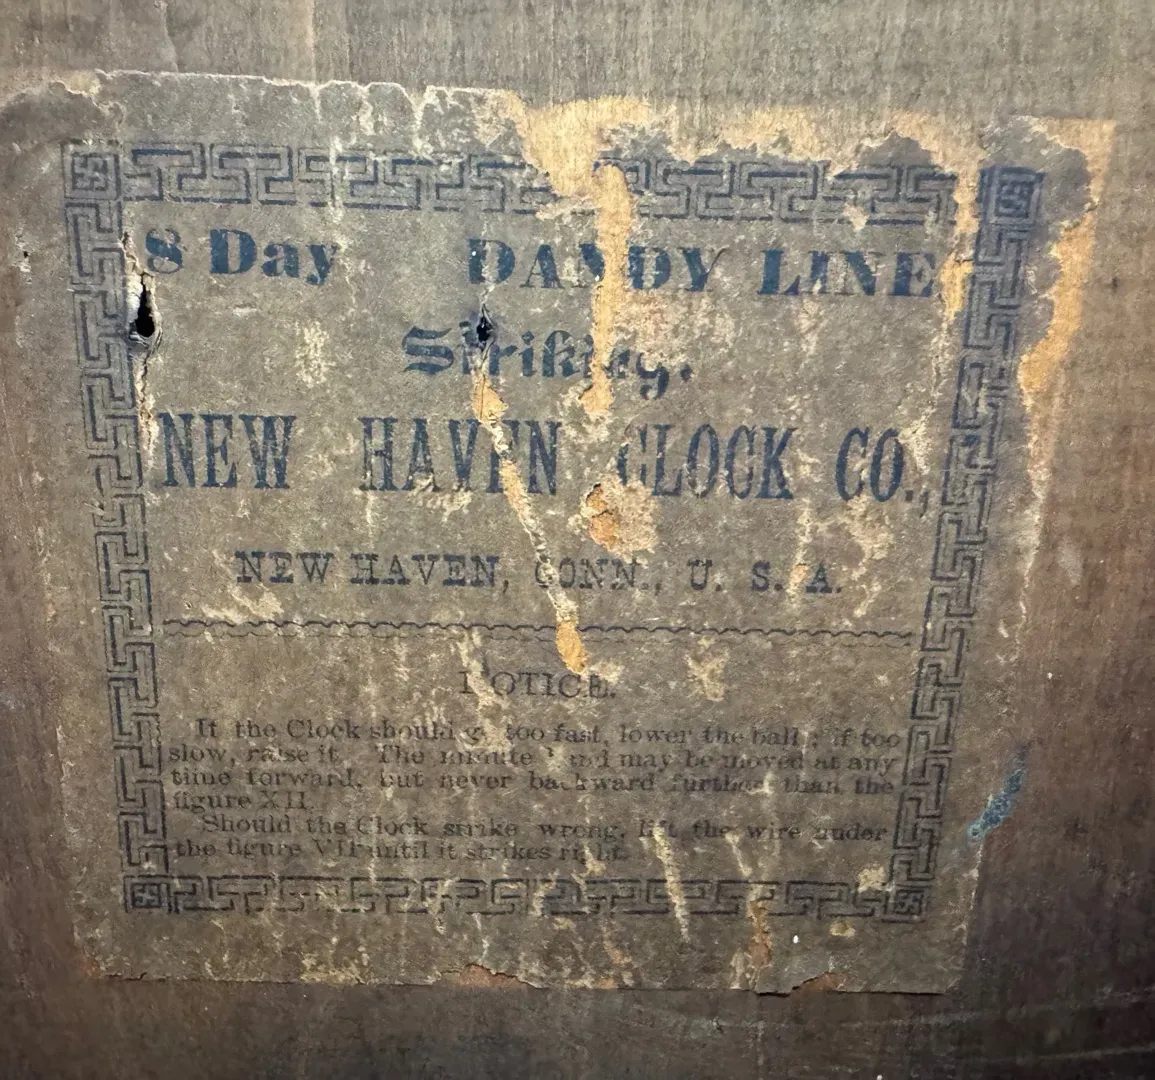 8 Day DANDY LINE
Striking.
NEW HAVEN CLOCK CO.,
NEW HAVEN, CONN., U. S. A.
NOTICE.
If the Clock should go too fast, lower the ball; if too
slow, raise it. The minute hand may be moved at any
time forward, but never backward further than the
figure XII.
Should the Clock strike wrong, lift the wire under
the figure VII until it strikes right.